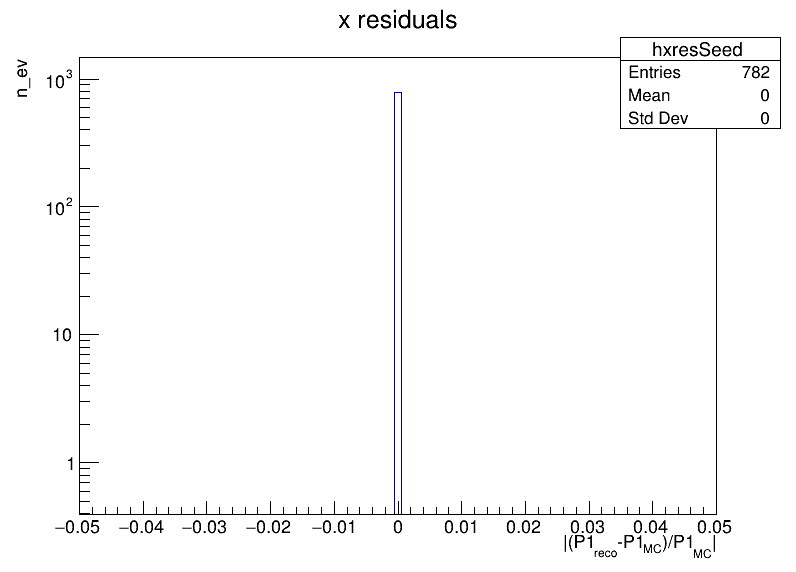 x residuals
hxresSeed
Entries 782
Mean 0
Std Dev 0
n_ev
10³
10²
10
1
−0.05 −0.04 −0.03 −0.02 −0.01 0 0.01 0.02 0.03 0.04 0.05
|(P1reco-P1MC)/P1MC|